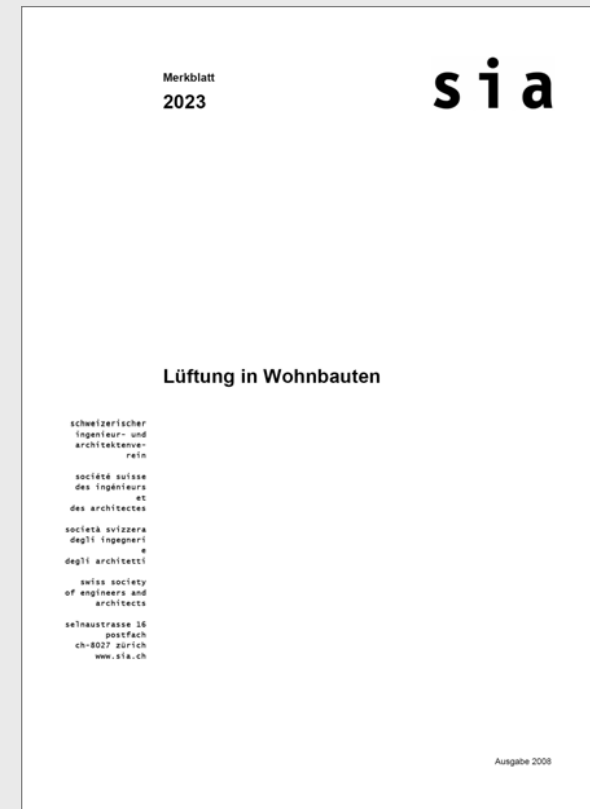 Merkblatt
2023
sia
Lüftung in Wohnbauten
schweizerischer
ingenieur- und
architektenve-
rein
société suisse
des ingénieurs
et
des architectes
società svizzera
degli ingegneri
e
degli architetti
swiss society
of engineers and
architects
selnaustrasse 16
postfach
ch-8027 zürich
www.sia.ch
Ausgabe 2008